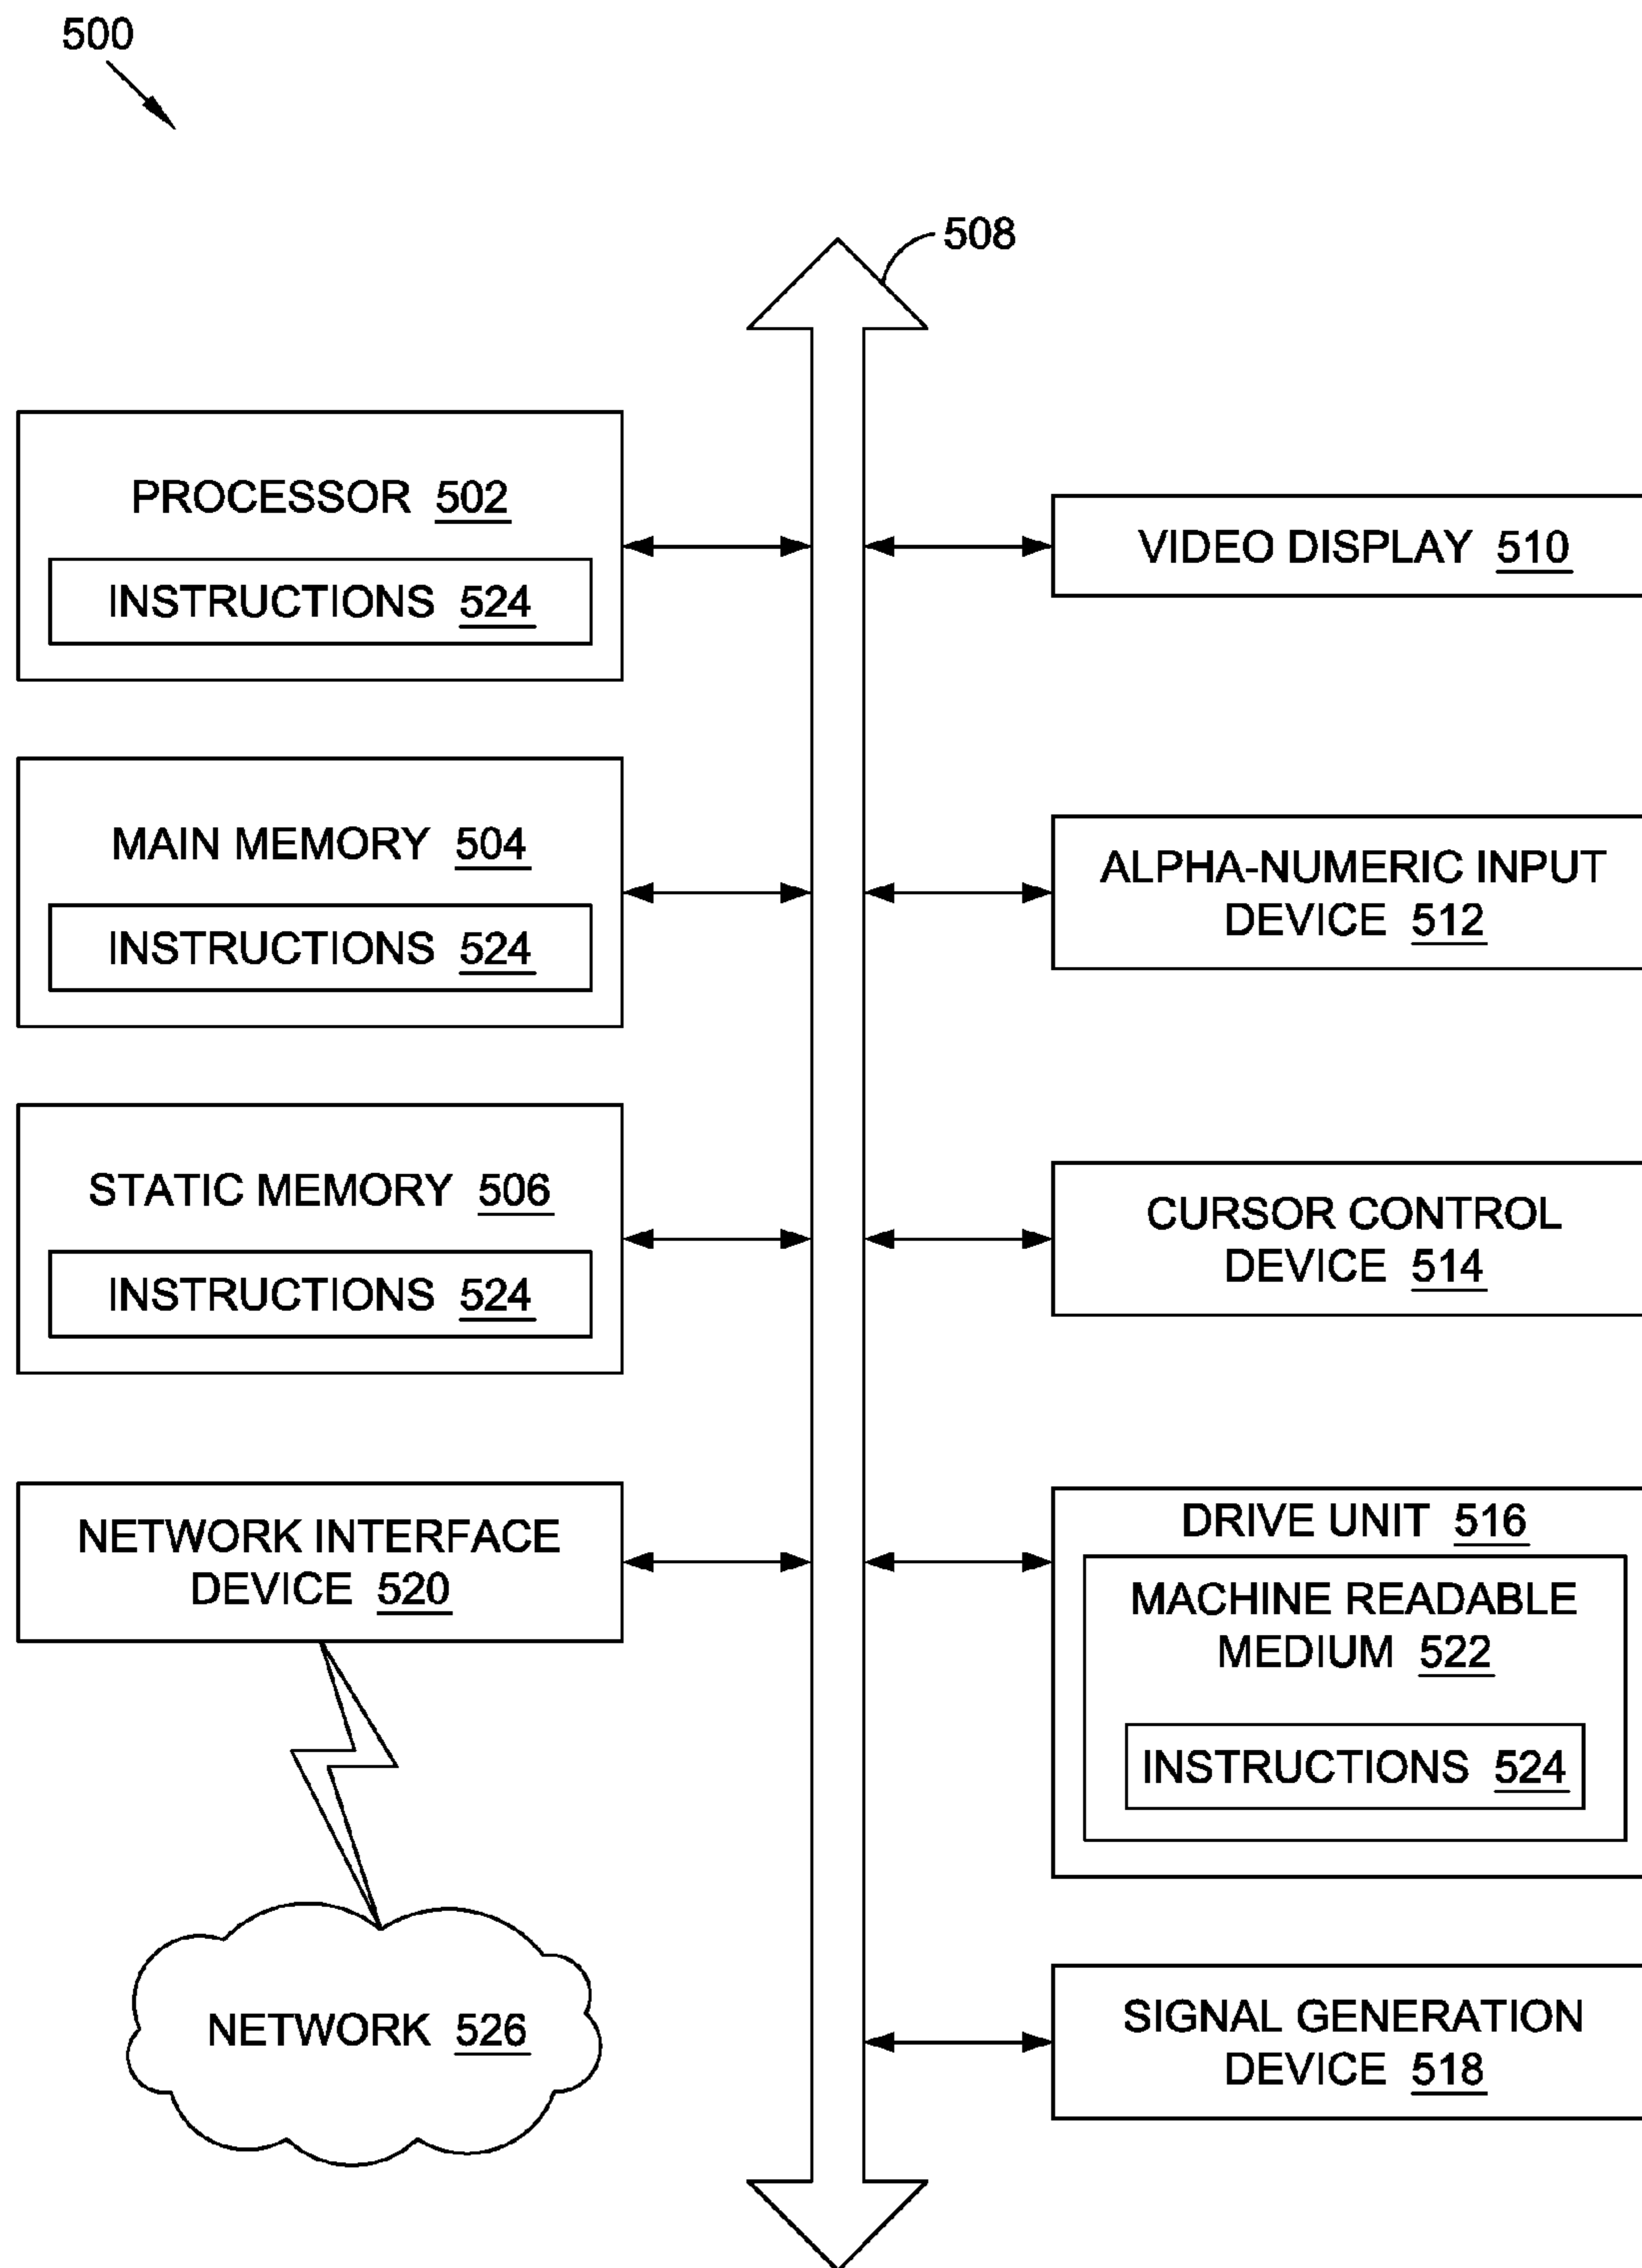 500
508
PROCESSOR 502
INSTRUCTIONS 524
MAIN MEMORY 504
INSTRUCTIONS 524
STATIC MEMORY 506
INSTRUCTIONS 524
NETWORK INTERFACE
DEVICE 520
NETWORK 526
VIDEO DISPLAY 510
ALPHA-NUMERIC INPUT
DEVICE 512
CURSOR CONTROL
DEVICE 514
DRIVE UNIT 516
MACHINE READABLE
MEDIUM 522
INSTRUCTIONS 524
SIGNAL GENERATION
DEVICE 518